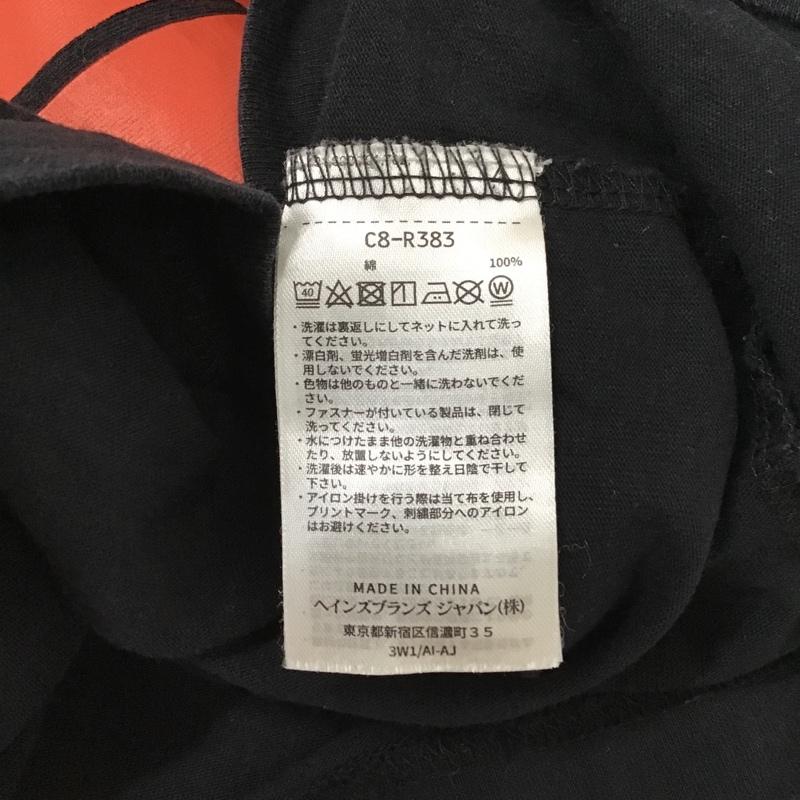 C8-R383
綿 100%
40 W
・洗濯は裏返しにしてネットに入れて洗っ
てください。
・漂白剤、蛍光増白剤を含んだ洗剤は、使
用しないでください。
・色物は他のものと一緒に洗わないでくだ
さい。
・ファスナーが付いている製品は、閉じて
洗ってください。
・水につけたまま他の洗濯物と重ね合わせ
たり、放置しないようにしてください。
・洗濯後は速やかに形を整え日陰で干して
下さい。
・アイロン掛けを行う際は当て布を使用し、
プリントマーク、刺繍部分へのアイロン
はお避けください。
MADE IN CHINA
ヘインズブランズ ジャパン(株)
東京都新宿区信濃町35
3W1/AI-AJ